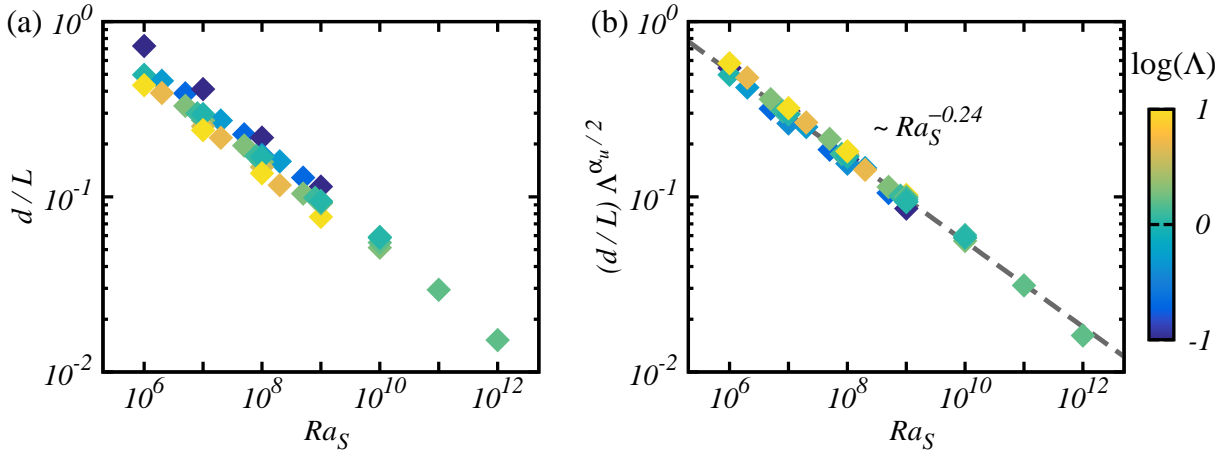 (a)
10^0
10^-1
10^-2
d / L
10^6
10^8
10^10
10^12
Ra_S
(b)
10^0
10^-1
10^-2
(d / L) Λ^{α_u / 2}
~ Ra_S^{-0.24}
10^6
10^8
10^10
10^12
Ra_S
log(Λ)
1
0
-1